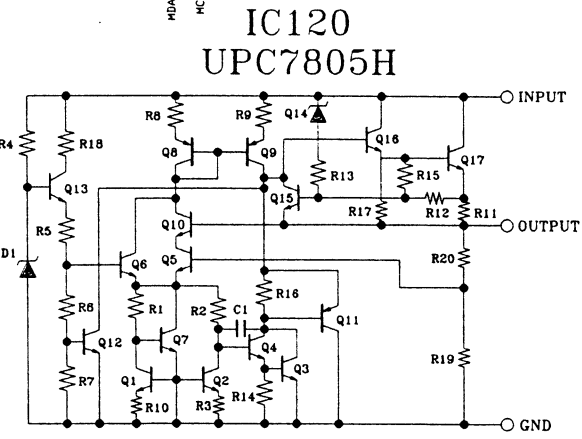 MDA
MC
IC120
UPC7805H
INPUT
R8
R9
Q14
R4
R18
Q8
Q9
Q16
Q17
Q13
R13
R15
Q15
R17
R12
R11
R5
Q10
OUTPUT
D1
Q6
Q5
R20
R6
R1
R2
C1
R16
Q11
Q12
Q7
Q4
R7
Q1
Q2
Q3
R19
R10
R3
R14
GND